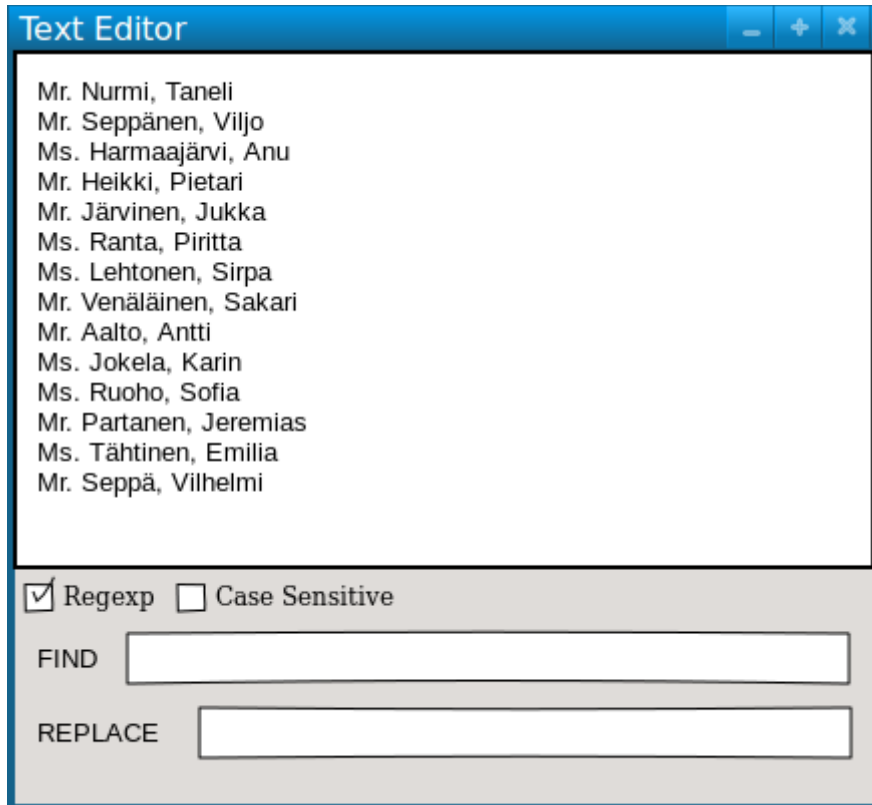 Text Editor
Mr. Nurmi, Taneli
Mr. Seppänen, Viljo
Ms. Harmaajärvi, Anu
Mr. Heikki, Pietari
Mr. Järvinen, Jukka
Ms. Ranta, Piritta
Ms. Lehtonen, Sirpa
Mr. Venäläinen, Sakari
Mr. Aalto, Antti
Ms. Jokela, Karin
Ms. Ruoho, Sofia
Mr. Partanen, Jeremias
Ms. Tähtinen, Emilia
Mr. Seppä, Vilhelmi
Regexp Case Sensitive
FIND
REPLACE